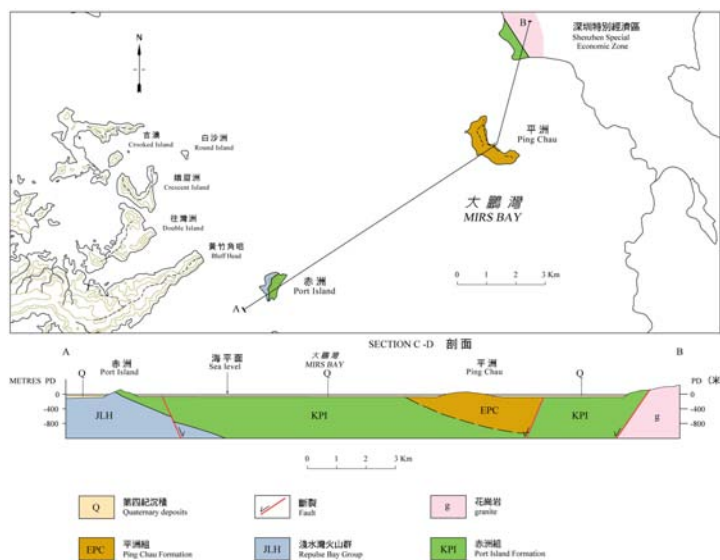 B
深圳特別經濟區
Shenzhen Special
Economic Zone
N
吉澳
Crooked Island
白沙洲
Round Island
平洲
Ping Chau
娥眉洲
Crescent Island
往灣洲
Double Island
大鵬灣
MIRS BAY
黃竹角咀
Bluff Head
赤洲
Port Island
A
0 1 2 3 Km
SECTION C -D 剖面
A
赤洲
Port Island
海平面
Sea level
大鵬灣
MIRS BAY
平洲
Ping Chau
B
METRES PD
Q
Q
Q
PD (米
0
-400
-800
JLH
KPI
EPC
KPI
g
0
-400
-800
0 1 2 3 Km
Q
第四紀沉積
Quaternary deposits
斷裂
Fault
g
花崗岩
granite
EPC
平洲組
Ping Chau Formation
JLH
淺水灣火山群
Repulse Bay Group
KPI
赤洲組
Port Island Formation